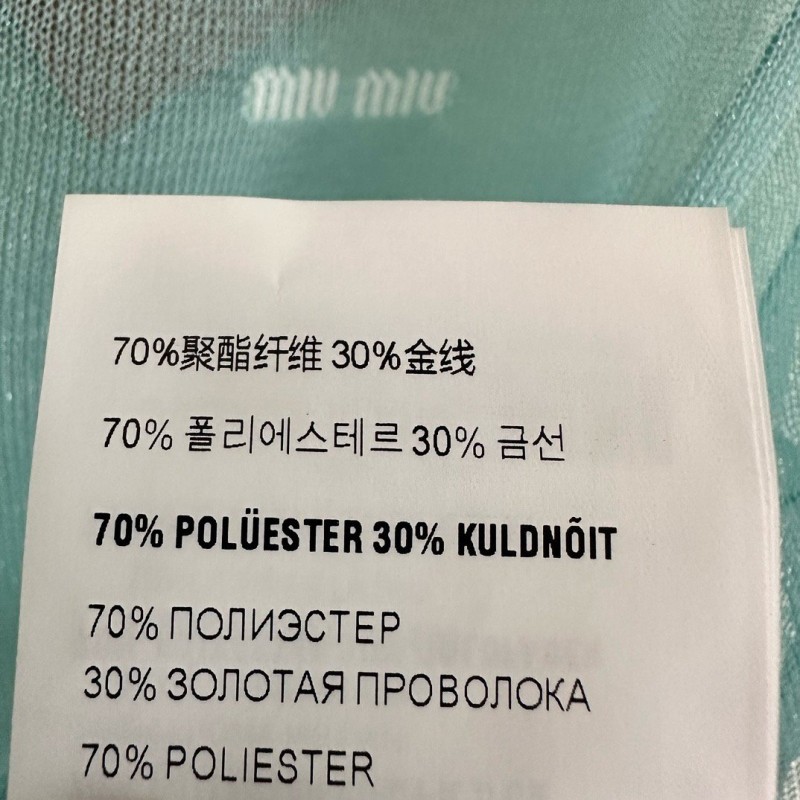 miu miu
70%聚酯纤维 30%金线
70% 폴리에스테르 30% 금선
70% POLÜESTER 30% KULDNÕIT
70% ПОЛИЭСТЕР
30% ЗОЛОТАЯ ПРОВОЛОКА
70% POLIESTER